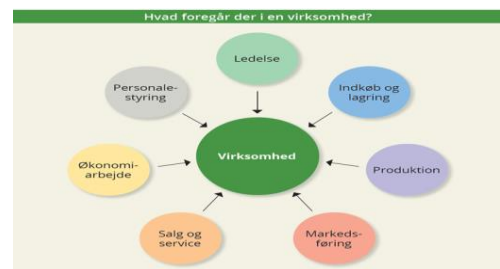 Hvad foregår der i en virksomhed?
Ledelse
Personale-
styring
Indkøb og
lagring
Virksomhed
Økonomi-
arbejde
Produktion
Salg og
service
Markeds-
føring